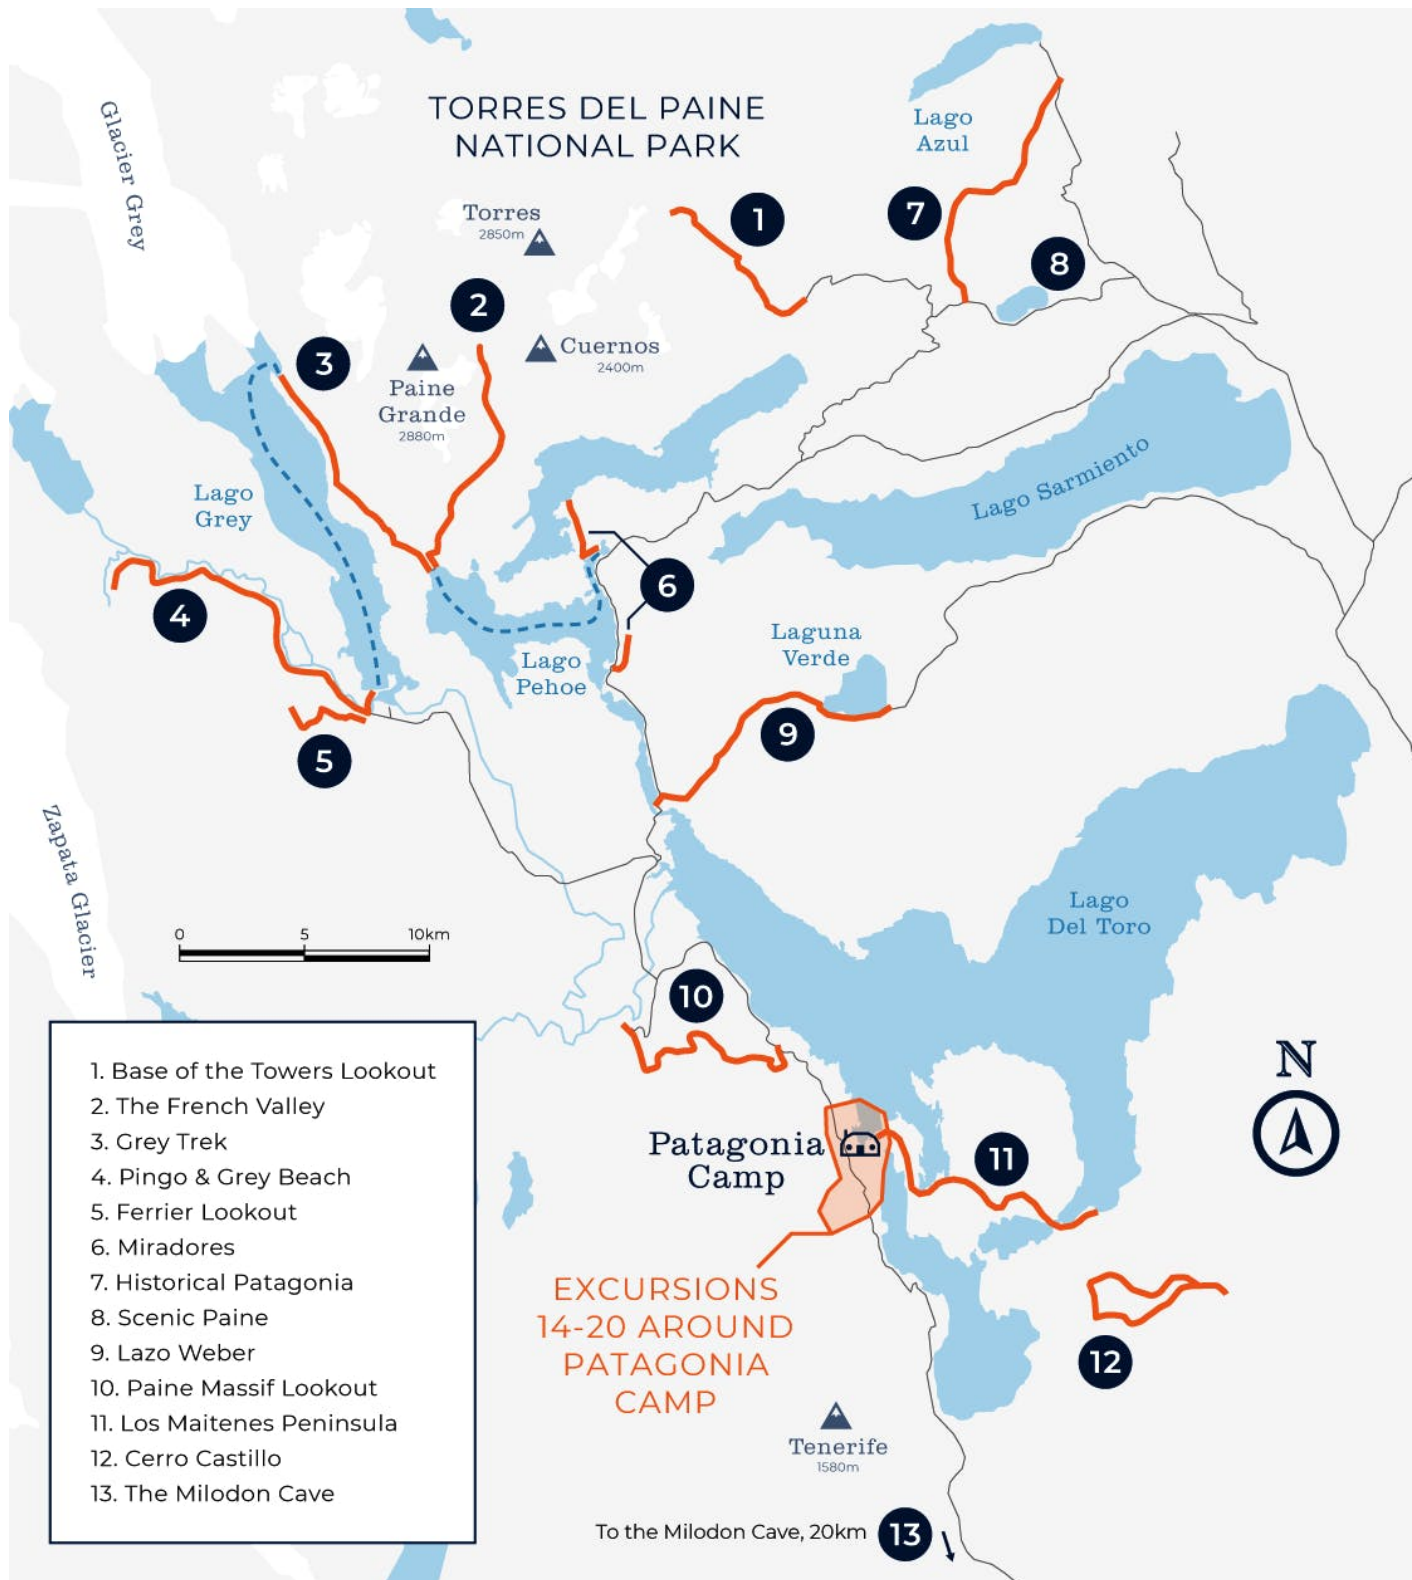 TORRES DEL PAINE
NATIONAL PARK
Glacier Grey
Lago
Azul
Torres
2850m
1
7
8
2
3
Cuernos
2400m
Paine
Grande
2880m
Lago
Grey
Lago Sarmiento
6
4
Laguna
Verde
Lago
Pehoe
5
9
Zapata Glacier
Lago
Del Toro
0 5 10km
10
N
Patagonia
Camp
11
EXCURSIONS
14-20 AROUND
PATAGONIA
CAMP
12
Tenerife
1580m
To the Milodon Cave, 20km
13
1. Base of the Towers Lookout
2. The French Valley
3. Grey Trek
4. Pingo & Grey Beach
5. Ferrier Lookout
6. Miradores
7. Historical Patagonia
8. Scenic Paine
9. Lazo Weber
10. Paine Massif Lookout
11. Los Maitenes Peninsula
12. Cerro Castillo
13. The Milodon Cave